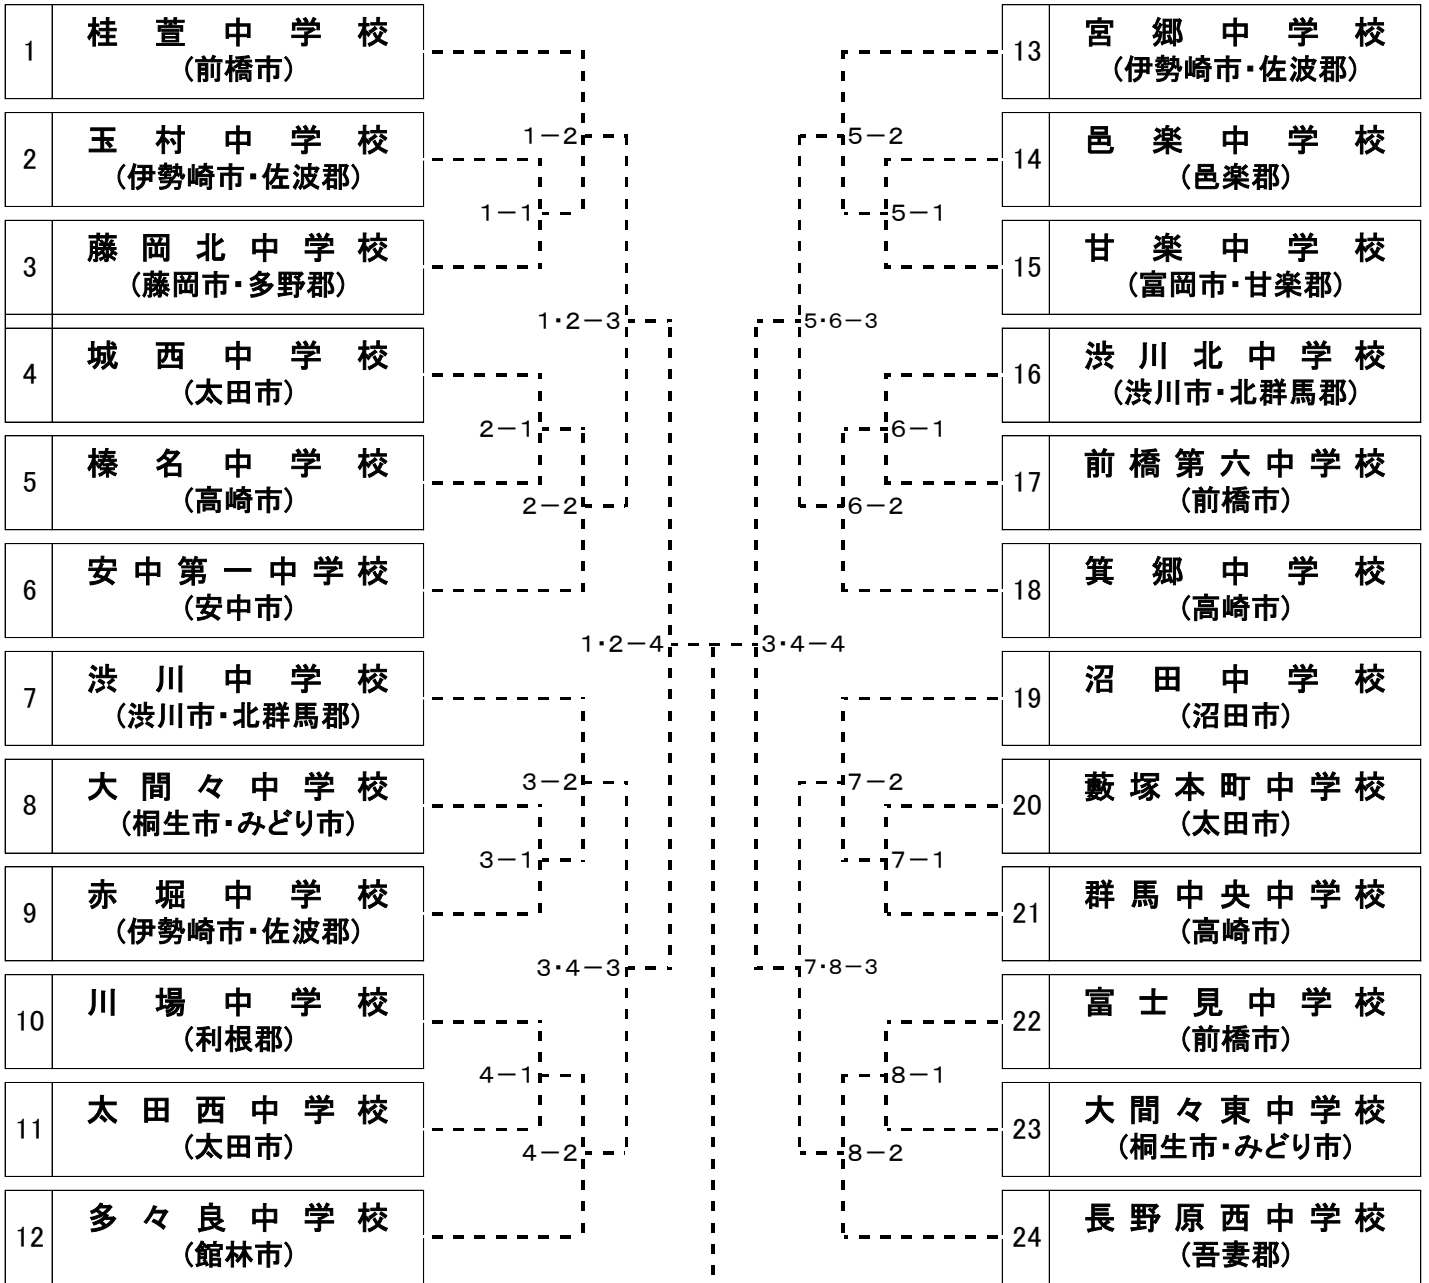 1
桂萱中学校
（前橋市）
2
玉村中学校
（伊勢崎市・佐波郡）
3
藤岡北中学校
（藤岡市・多野郡）
4
城西中学校
（太田市）
5
榛名中学校
（高崎市）
6
安中第一中学校
（安中市）
7
渋川中学校
（渋川市・北群馬郡）
8
大間々中学校
（桐生市・みどり市）
9
赤堀中学校
（伊勢崎市・佐波郡）
10
川場中学校
（利根郡）
11
太田西中学校
（太田市）
12
多々良中学校
（館林市）
1－2
1－1
1・2－3
2－1
2－2
1・2－4
3－2
3－1
3・4－3
4－1
4－2
5－2
5－1
5・6－3
6－1
6－2
3・4－4
7－2
7－1
7・8－3
8－1
8－2
13
宮郷中学校
（伊勢崎市・佐波郡）
14
邑楽中学校
（邑楽郡）
15
甘楽中学校
（富岡市・甘楽郡）
16
渋川北中学校
（渋川市・北群馬郡）
17
前橋第六中学校
（前橋市）
18
箕郷中学校
（高崎市）
19
沼田中学校
（沼田市）
20
藪塚本町中学校
（太田市）
21
群馬中央中学校
（高崎市）
22
富士見中学校
（前橋市）
23
大間々東中学校
（桐生市・みどり市）
24
長野原西中学校
（吾妻郡）